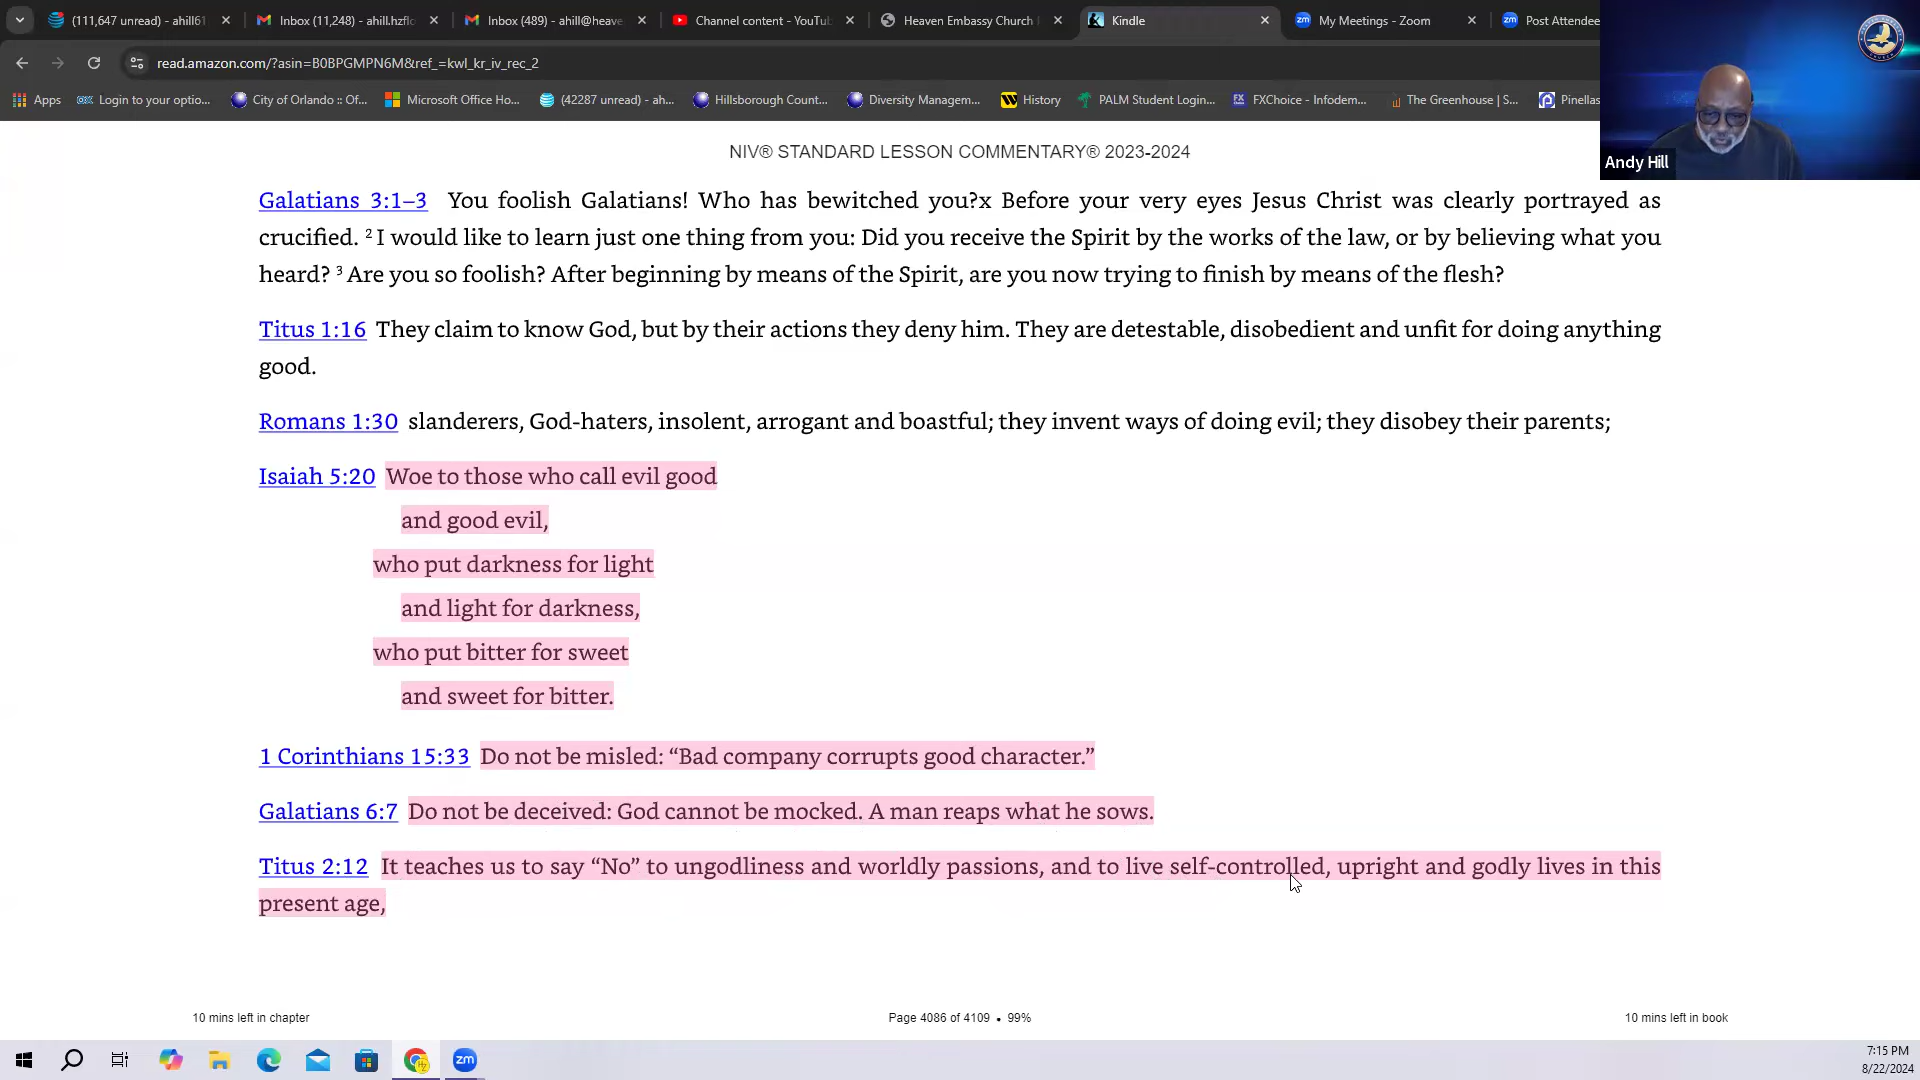 (111,647 unread) - ahill61
Inbox (11,248) - ahill.hzflo
Inbox (489) - ahill@heave
Channel content - YouTub
Heaven Embassy Church
Kindle
My Meetings - Zoom
Post Attendee
read.amazon.com/?asin=B0BPGMPN6M&ref_=kwl_kr_iv_rec_2
Apps
Login to your optio...
City of Orlando :: Of...
Microsoft Office Ho...
(42287 unread) - ah...
Hillsborough Count...
Diversity Managem...
History
PALM Student Login...
FXChoice - Infodem...
The Greenhouse | S...
Pinellas
Andy Hill
NIV® STANDARD LESSON COMMENTARY® 2023-2024
Galatians 3:1–3 You foolish Galatians! Who has bewitched you?x Before your very eyes Jesus Christ was clearly portrayed as
crucified. 2 I would like to learn just one thing from you: Did you receive the Spirit by the works of the law, or by believing what you
heard? 3 Are you so foolish? After beginning by means of the Spirit, are you now trying to finish by means of the flesh?
Titus 1:16 They claim to know God, but by their actions they deny him. They are detestable, disobedient and unfit for doing anything
good.
Romans 1:30 slanderers, God-haters, insolent, arrogant and boastful; they invent ways of doing evil; they disobey their parents;
Isaiah 5:20 Woe to those who call evil good
and good evil,
who put darkness for light
and light for darkness,
who put bitter for sweet
and sweet for bitter.
1 Corinthians 15:33 Do not be misled: “Bad company corrupts good character.”
Galatians 6:7 Do not be deceived: God cannot be mocked. A man reaps what he sows.
Titus 2:12 It teaches us to say “No” to ungodliness and worldly passions, and to live self-controlled, upright and godly lives in this
present age,
10 mins left in chapter
Page 4086 of 4109 • 99%
10 mins left in book
zm
7:15 PM
8/22/2024